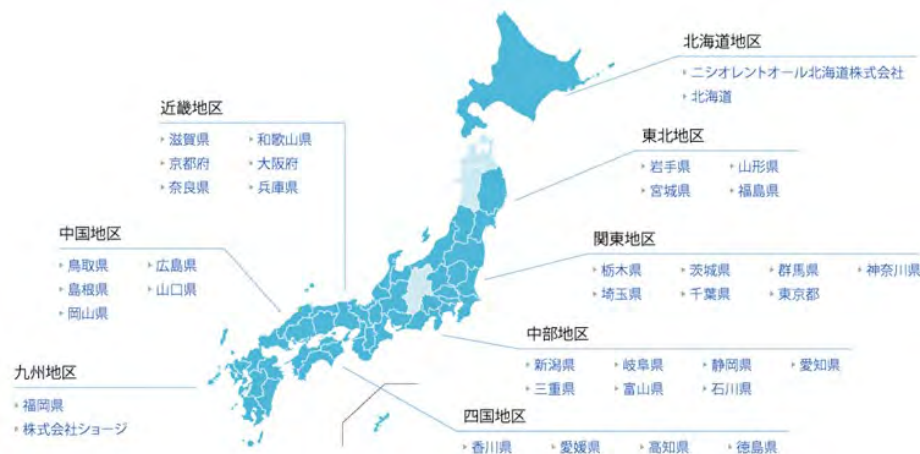 北海道地区
ニシオレントオール北海道株式会社
北海道
近畿地区
滋賀県 和歌山県
京都府 大阪府
奈良県 兵庫県
東北地区
岩手県 山形県
宮城県 福島県
中国地区
鳥取県 広島県
島根県 山口県
岡山県
関東地区
栃木県 茨城県 群馬県 神奈川県
埼玉県 千葉県 東京都
中部地区
新潟県 岐阜県 静岡県 愛知県
三重県 富山県 石川県
九州地区
福岡県
株式会社ショージ
四国地区
香川県 愛媛県 高知県 徳島県